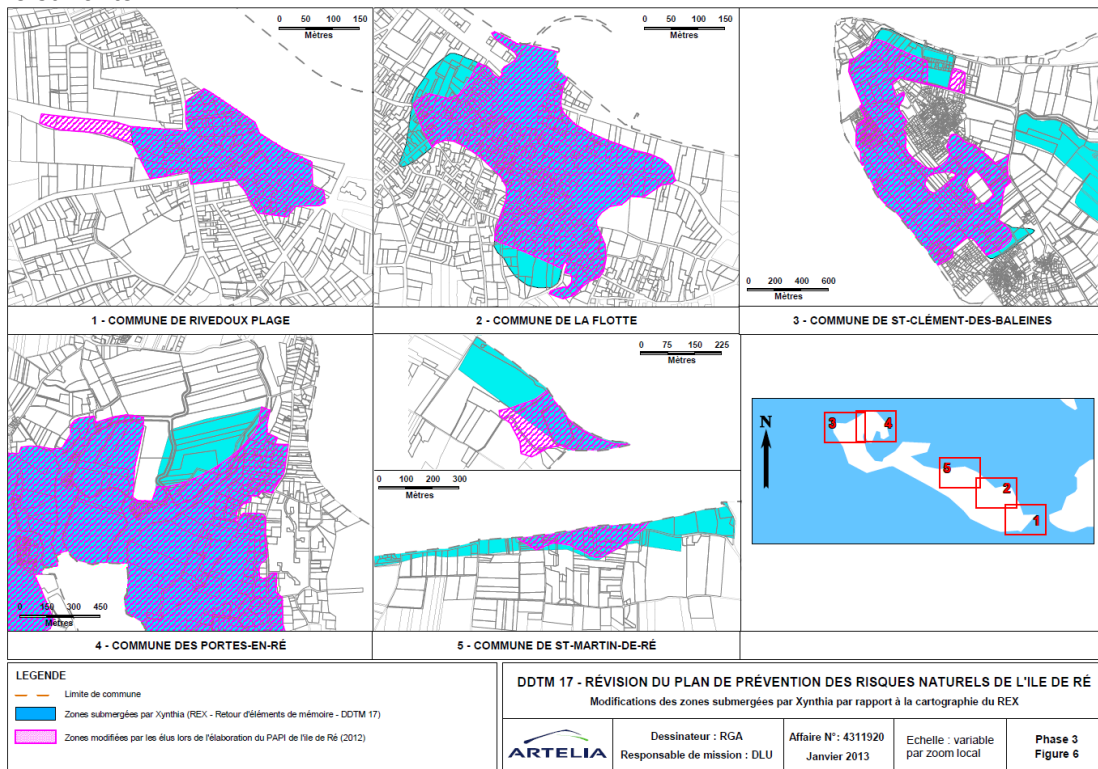 0 50 100 150
Mètres
0 50 100 150
Mètres
0 200 400 600
Mètres
1 - COMMUNE DE RIVEDOUX PLAGE
2 - COMMUNE DE LA FLOTTE
3 - COMMUNE DE ST-CLÉMENT-DES-BALEINES
0 75 150 225
Mètres
0 100 200 300
Mètres
0 150 300 450
Mètres
N
3
4
5
2
1
4 - COMMUNE DES PORTES-EN-RÉ
5 - COMMUNE DE ST-MARTIN-DE-RÉ
LEGENDE
Limite de commune
Zones submergées par Xynthia (REX - Retour d'éléments de mémoire - DDTM 17)
Zones modifiées par les élus lors de l'élaboration du PAPI de l'ile de Ré (2012)
DDTM 17 - RÉVISION DU PLAN DE PRÉVENTION DES RISQUES NATURELS DE L'ILE DE RÉ
Modifications des zones submergées par Xynthia par rapport à la cartographie du REX
ARTELIA
Dessinateur : RGA
Responsable de mission : DLU
Affaire N°: 4311920
Janvier 2013
Echelle : variable
par zoom local
Phase 3
Figure 6